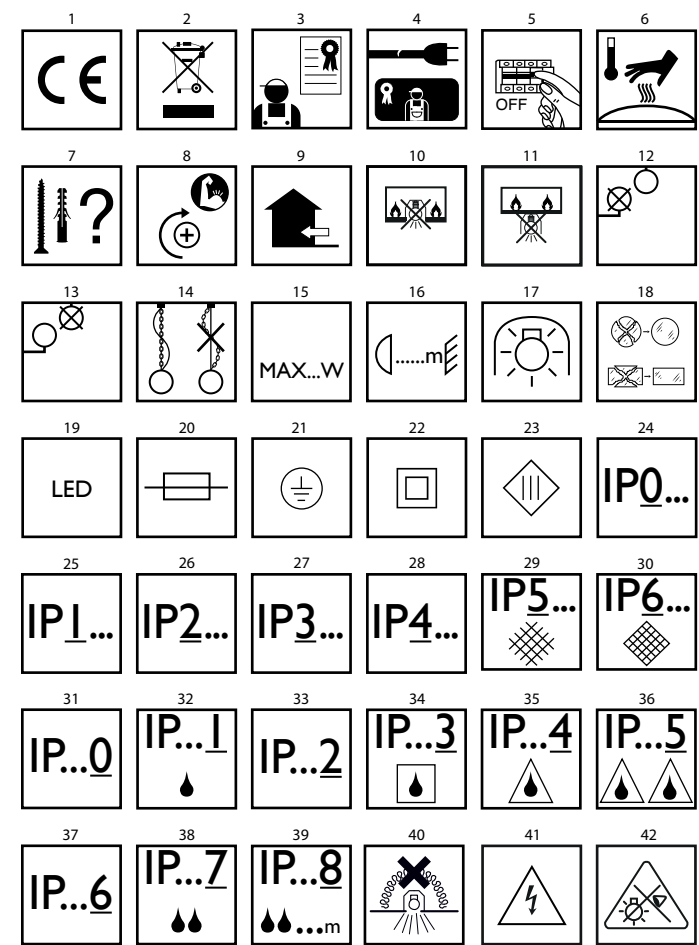 1 2 3 4 5 6
CE
OFF
7 8 9 10 11 12
?
13 14 15 16 17 18
MAX...W
......m
19 20 21 22 23 24
LED
IP0...
25 26 27 28 29 30
IP1... IP2... IP3... IP4... IP5... IP6...
31 32 33 34 35 36
IP...0 IP...1 IP...2 IP...3 IP...4 IP...5
37 38 39 40 41 42
IP...6 IP...7 IP...8
...m